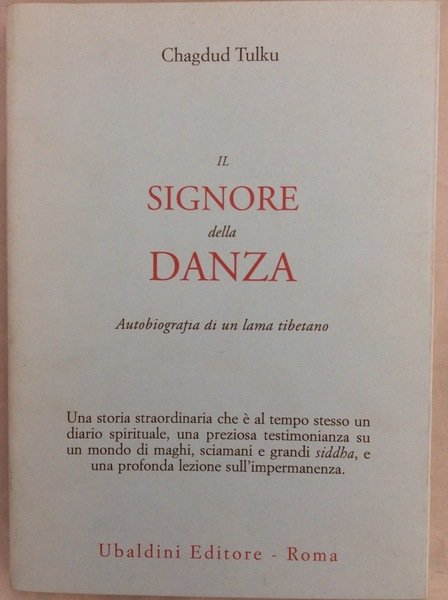 Chagdud Tulku
IL
SIGNORE
della
DANZA
Autobiografia di un lama tibetano
Una storia straordinaria che è al tempo stesso un
diario spirituale, una preziosa testimonianza su
un mondo di maghi, sciamani e grandi siddha, e
una profonda lezione sull'impermanenza.
Ubaldini Editore - Roma